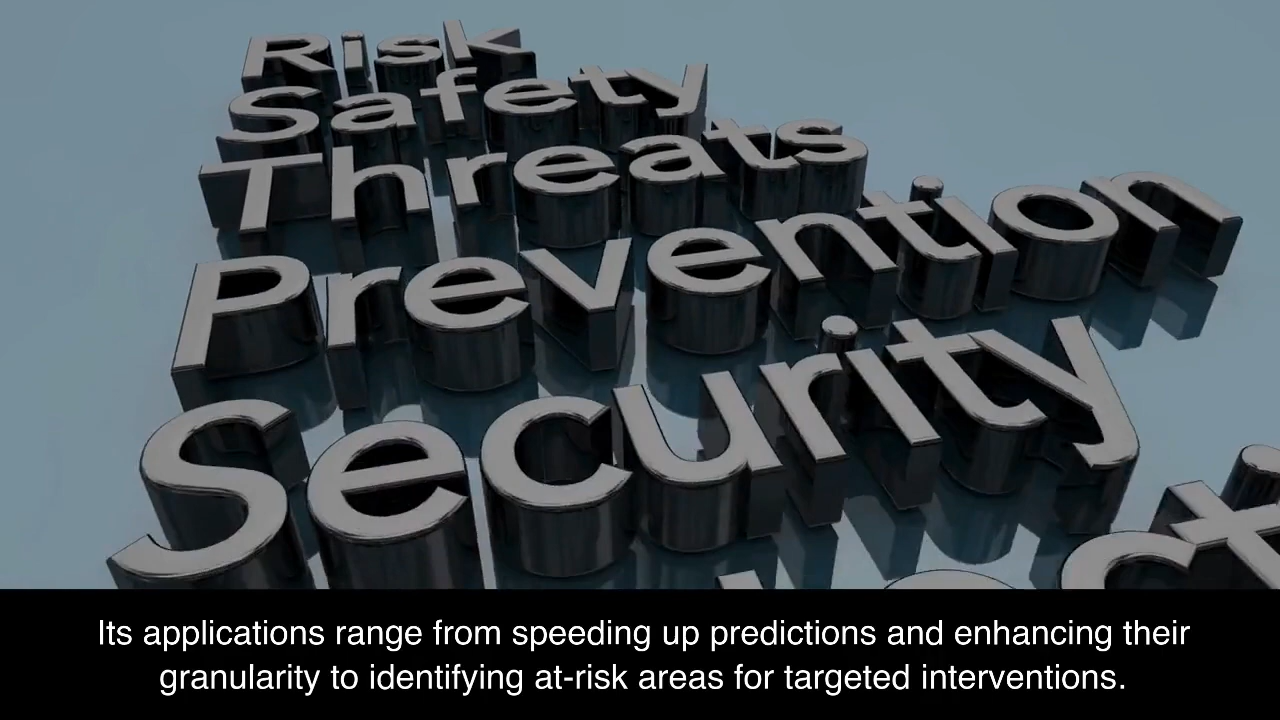 Risk
Safety
Threats
Prevention
Security
Its applications range from speeding up predictions and enhancing their
granularity to identifying at-risk areas for targeted interventions.